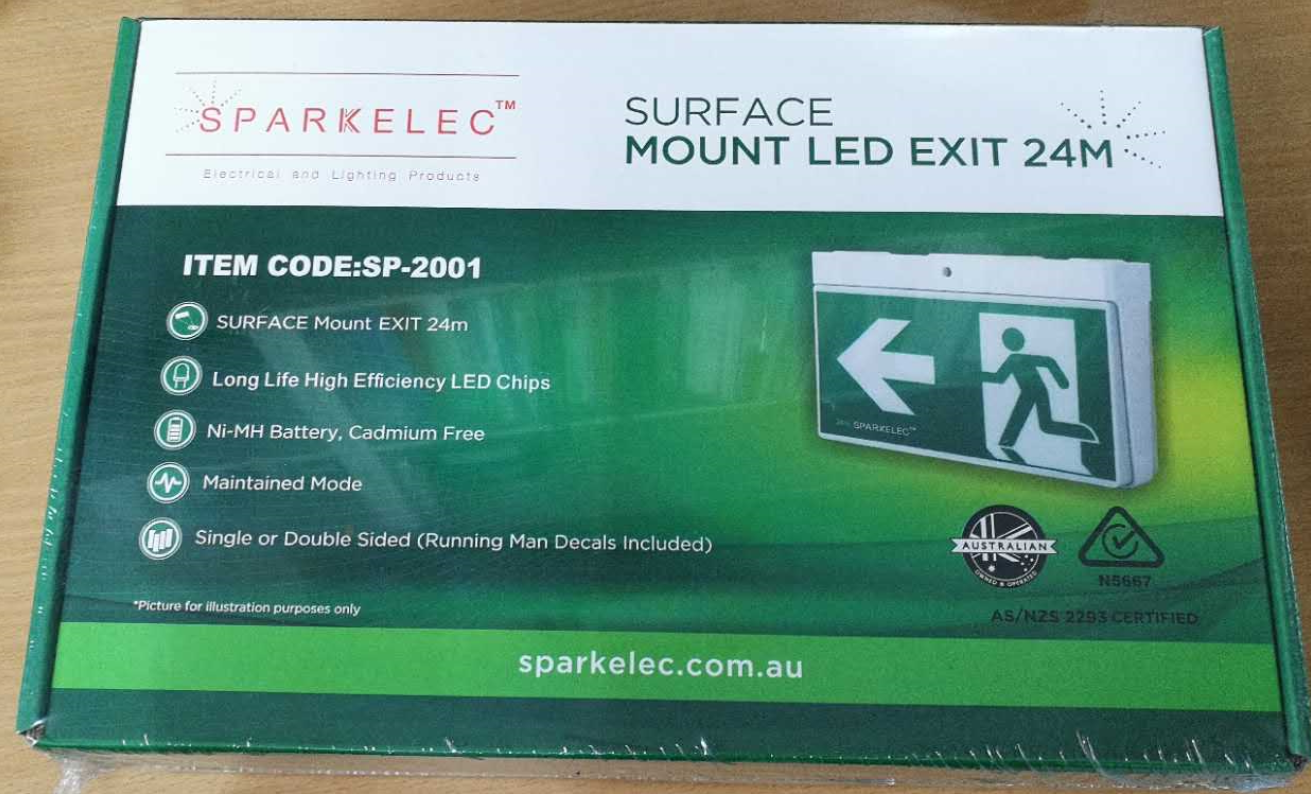 SPARKELEC™
Electrical and Lighting Products
SURFACE
MOUNT LED EXIT 24M
ITEM CODE:SP-2001
SURFACE Mount EXIT 24m
Long Life High Efficiency LED Chips
Ni-MH Battery, Cadmium Free
Maintained Mode
Single or Double Sided (Running Man Decals Included)
*Picture for illustration purposes only
SPARKELEC™
AUSTRALIAN
OWNED & OPERATED
N5667
AS/NZS 2293 CERTIFIED
sparkelec.com.au